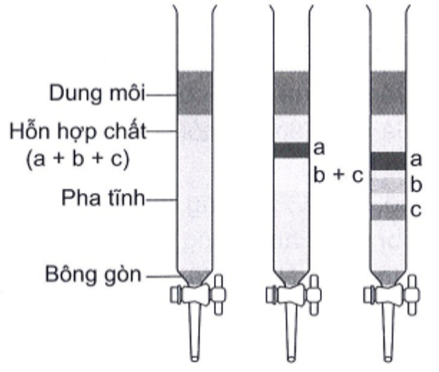 Dung môi
Hỗn hợp chất
(a + b + c)
Pha tĩnh
Bông gòn
a
b + c
a
b
c